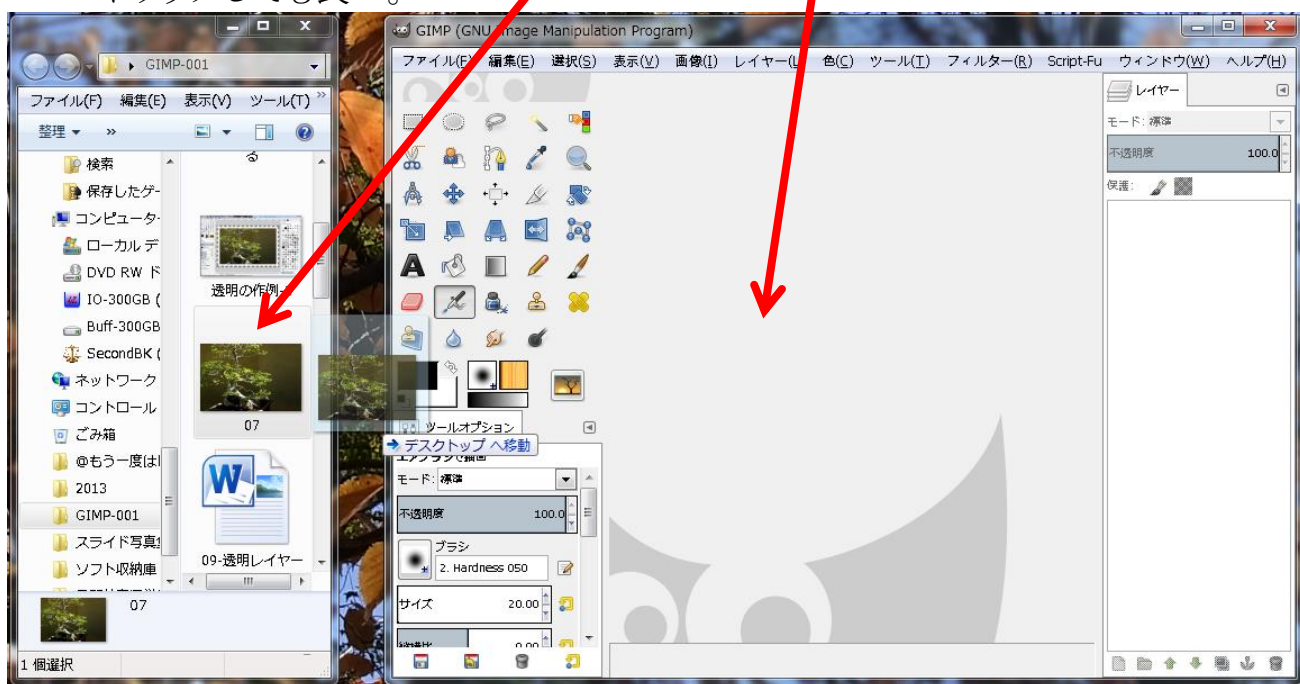 GIMP-001
ファイル(F) 編集(E) 表示(V) ツール(T) »
整理 ▼ »
検索
保存したゲー
コンピューター
ローカル デ
DVD RW ド
IO-300GB (
Buff-300GB
SecondBK (
ネットワーク
コントロール
ごみ箱
@もう一度はl
2013
GIMP-001
スライド写真
ソフト収納庫
透明の作例-
07
09-透明レイヤー
07
1 個選択
GIMP (GNU Image Manipulation Program)
ファイル(F) 編集(E) 選択(S) 表示(V) 画像(I) レイヤー(L 色(C) ツール(T) フィルター(R) Script-Fu ウィンドウ(W) ヘルプ(H)
ツールオプション
デスクトップ へ移動
エアブラシで描画
モード: 標準
不透明度 100.0
ブラシ
2. Hardness 050
サイズ 20.00
縦横比 0.00
レイヤー
モード: 標準
不透明度 100.0
保護: